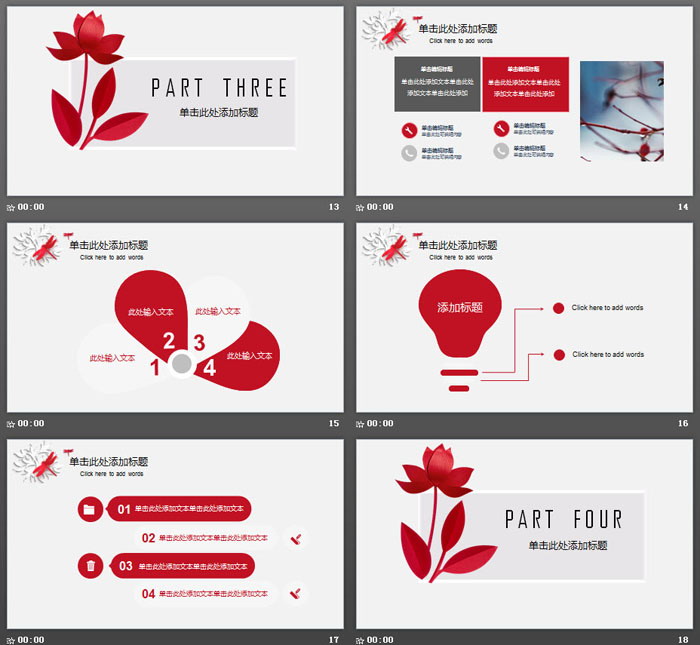 PART THREE
单击此处添加标题
00:00
13
单击此处添加标题
Click here to add words
单击编辑标题
单击此处添加文本单击此处
添加文本单击此处添加
单击编辑标题
单击此处添加文本单击此处
添加文本单击此处添加
单击编辑标题
单击此处可编辑内容
单击编辑标题
单击此处可编辑内容
单击编辑标题
单击此处可编辑内容
单击编辑标题
单击此处可编辑内容
00:00
14
单击此处添加标题
Click here to add words
此处输入文本
此处输入文本
此处输入文本
此处输入文本
1
2
3
4
00:00
15
单击此处添加标题
Click here to add words
添加标题
Click here to add words
Click here to add words
00:00
16
单击此处添加标题
Click here to add words
01 单击此处添加文本单击此处添加文本
02 单击此处添加文本单击此处添加文本
03 单击此处添加文本单击此处添加文本
04 单击此处添加文本单击此处添加文本
00:00
17
PART FOUR
单击此处添加标题
00:00
18